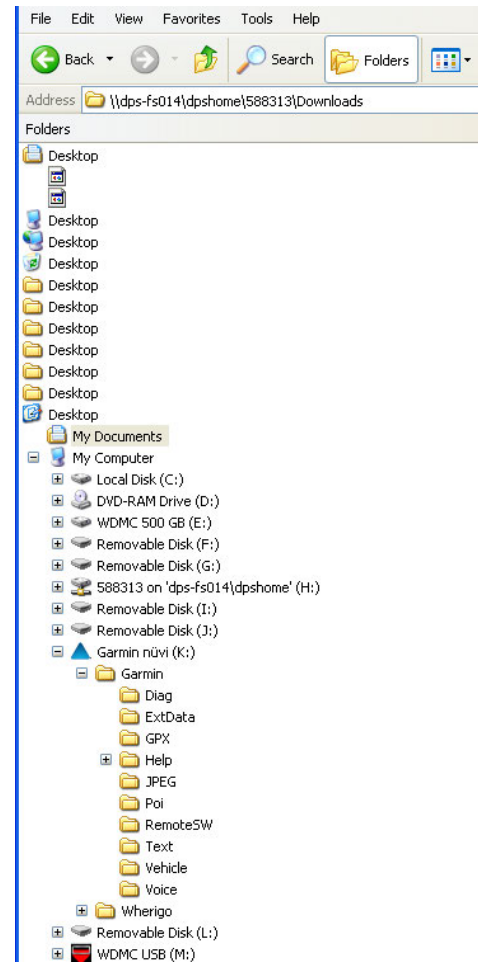 File Edit View Favorites Tools Help
Back Search Folders
Address \\dps-fs014\dpshome\588313\Downloads
Folders
Desktop
Desktop
Desktop
Desktop
Desktop
Desktop
Desktop
Desktop
Desktop
Desktop
Desktop
My Documents
My Computer
Local Disk (C:)
DVD-RAM Drive (D:)
WDMC 500 GB (E:)
Removable Disk (F:)
Removable Disk (G:)
588313 on 'dps-fs014\dpshome' (H:)
Removable Disk (I:)
Removable Disk (J:)
Garmin nüvi (K:)
Garmin
Diag
ExtData
GPX
Help
JPEG
Poi
RemoteSW
Text
Vehicle
Voice
Wherigo
Removable Disk (L:)
WDMC USB (M:)